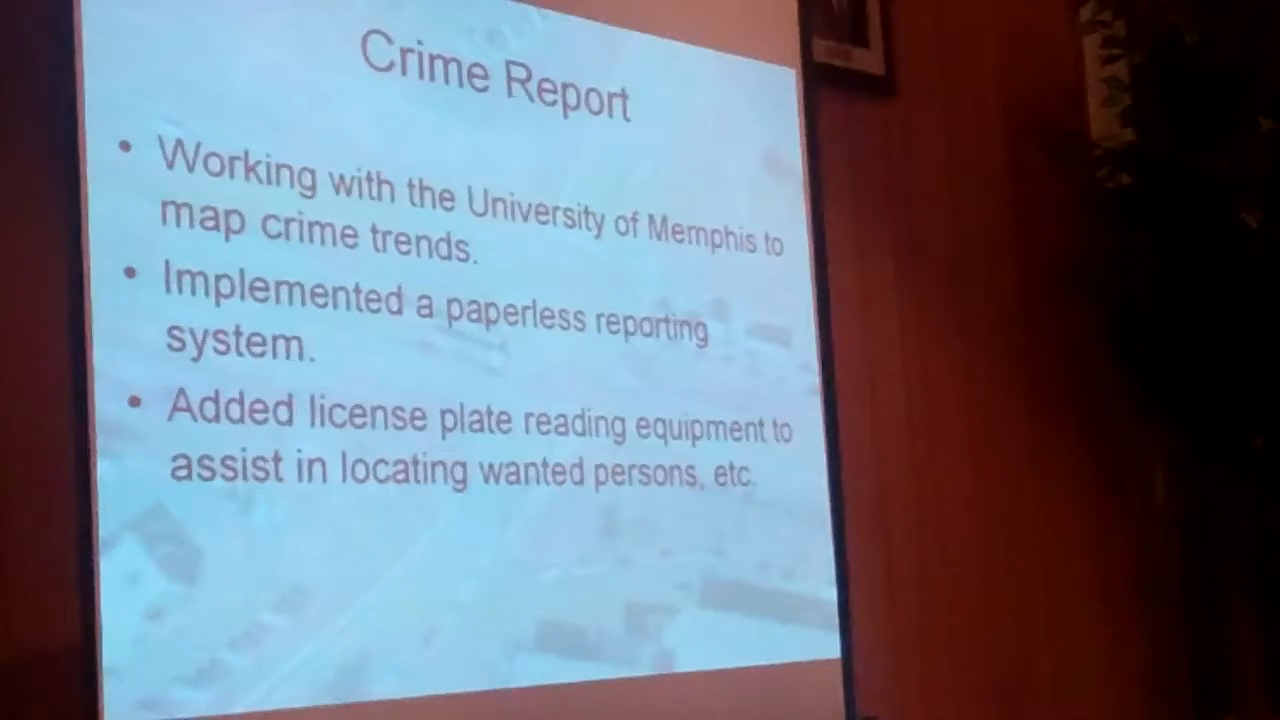 Crime Report
• Working with the University of Memphis to
map crime trends.
• Implemented a paperless reporting
system.
• Added license plate reading equipment to
assist in locating wanted persons, etc.